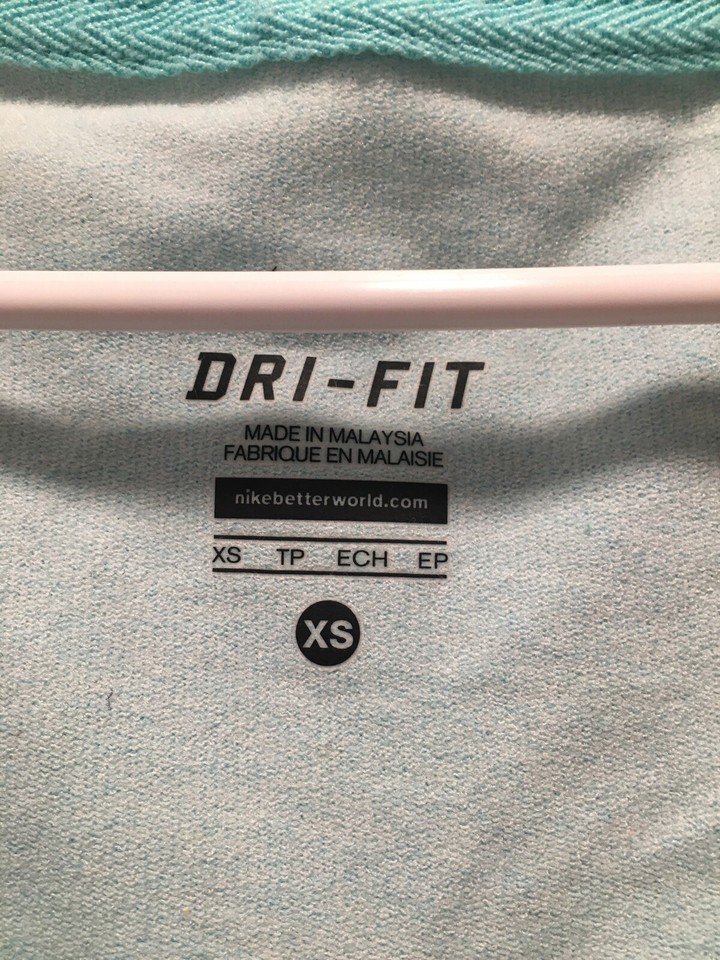 DRI-FIT
MADE IN MALAYSIA
FABRIQUE EN MALAISIE
nikebetterworld.com
XS TP ECH EP
XS